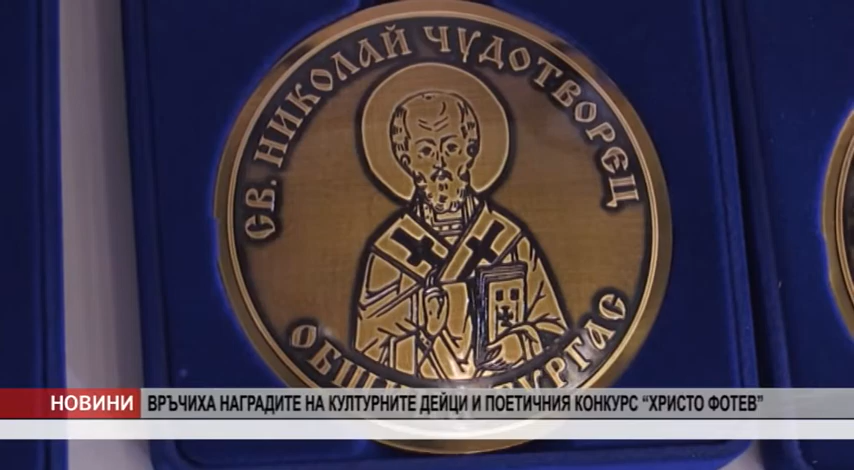 СВ. НИКОЛАЙ ЧУДОТВОРЕЦ
НОВИНИ
ВРЪЧИХА НАГРАДИТЕ НА КУЛТУРНИТЕ ДЕЙЦИ И ПОЕТИЧНИЯ КОНКУРС “ХРИСТО ФОТЕВ”